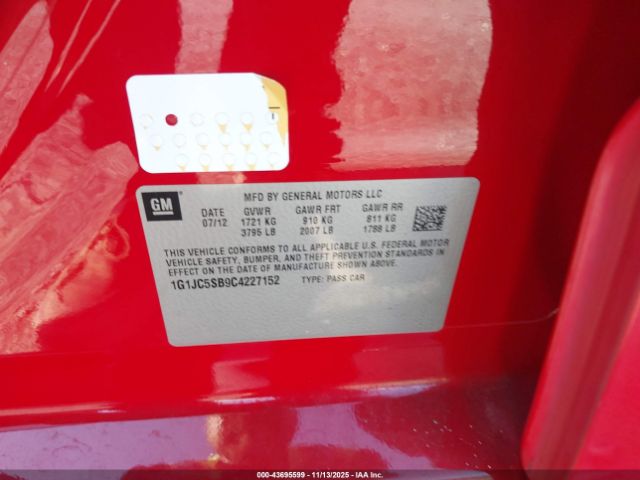 GM
MFD BY GENERAL MOTORS LLC
DATE GVWR GAWR FRT GAWR RR
07/12 1721 KG 910 KG 811 KG
3795 LB 2007 LB 1788 LB
THIS VEHICLE CONFORMS TO ALL APPLICABLE U.S. FEDERAL MOTOR
VEHICLE SAFETY, BUMPER, AND THEFT PREVENTION STANDARDS IN
EFFECT ON THE DATE OF MANUFACTURE SHOWN ABOVE.
1G1JC5SB9C4227152 TYPE: PASS CAR
000-43695599 - 11/13/2025 - IAA Inc.